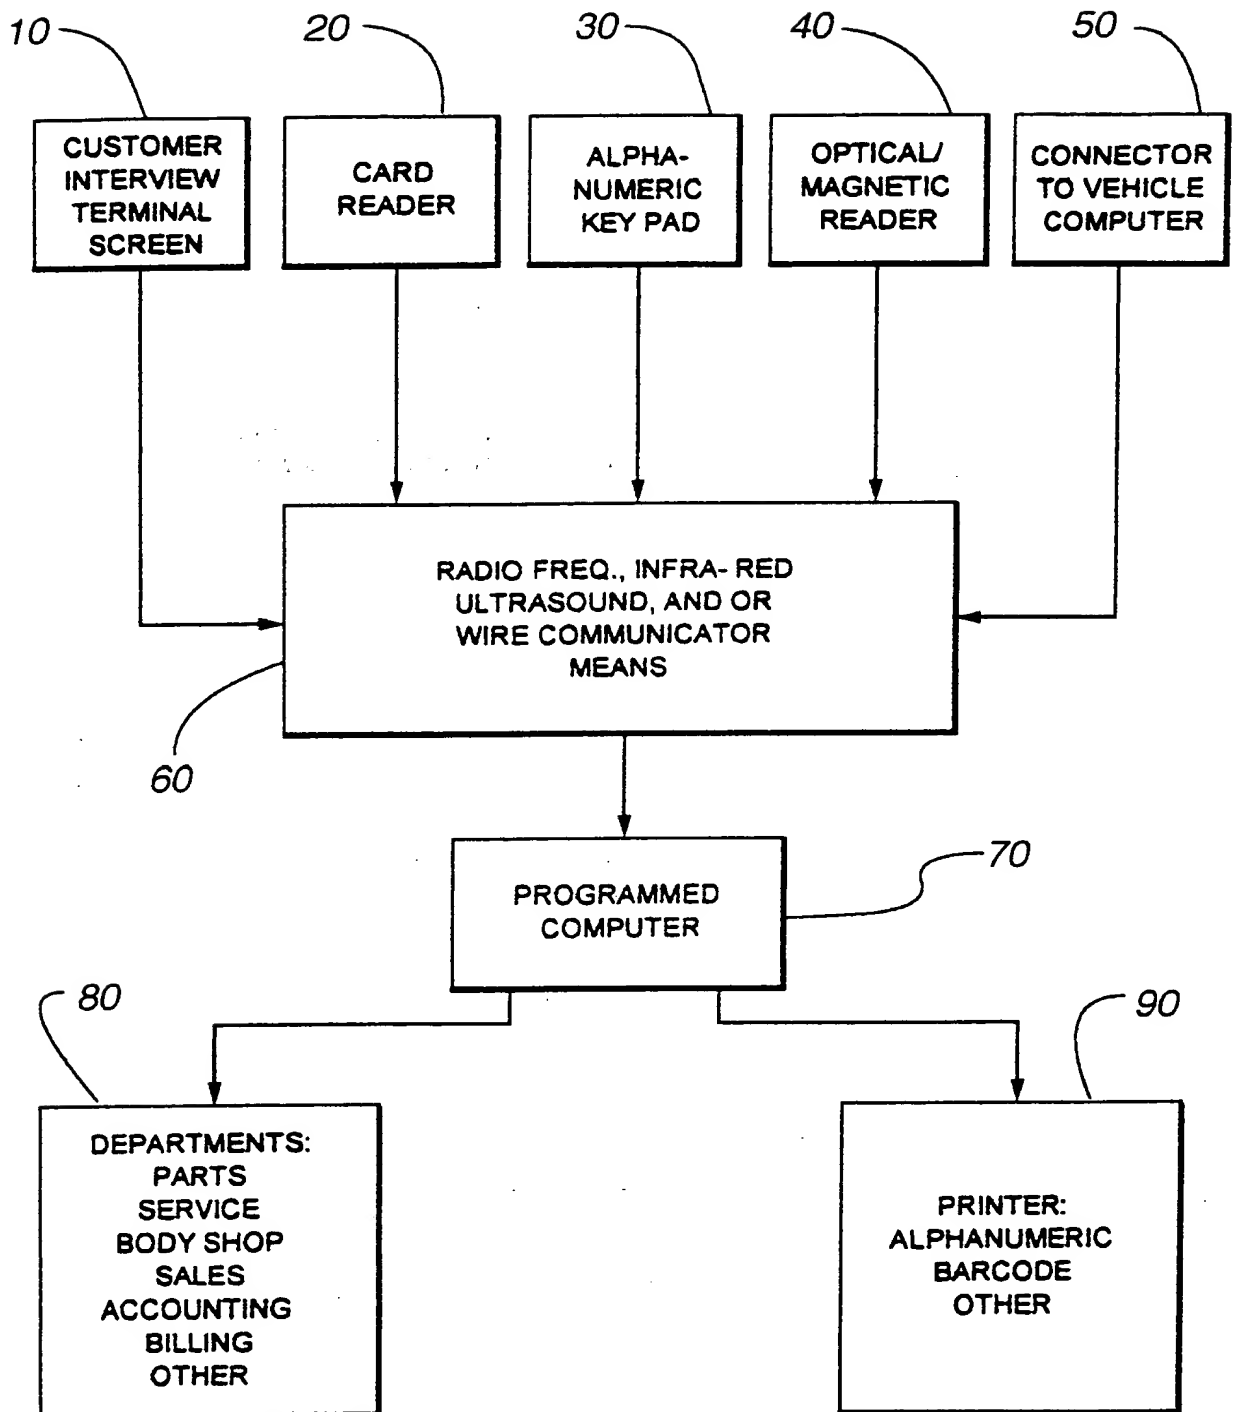 10
20
30
40
50
CUSTOMER
INTERVIEW
TERMINAL
SCREEN
CARD
READER
ALPHA-
NUMERIC
KEY PAD
OPTICAL/
MAGNETIC
READER
CONNECTOR
TO VEHICLE
COMPUTER
RADIO FREQ., INFRA- RED
ULTRASOUND, AND OR
WIRE COMMUNICATOR
MEANS
60
PROGRAMMED
COMPUTER
70
80
90
DEPARTMENTS:
PARTS
SERVICE
BODY SHOP
SALES
ACCOUNTING
BILLING
OTHER
PRINTER:
ALPHANUMERIC
BARCODE
OTHER